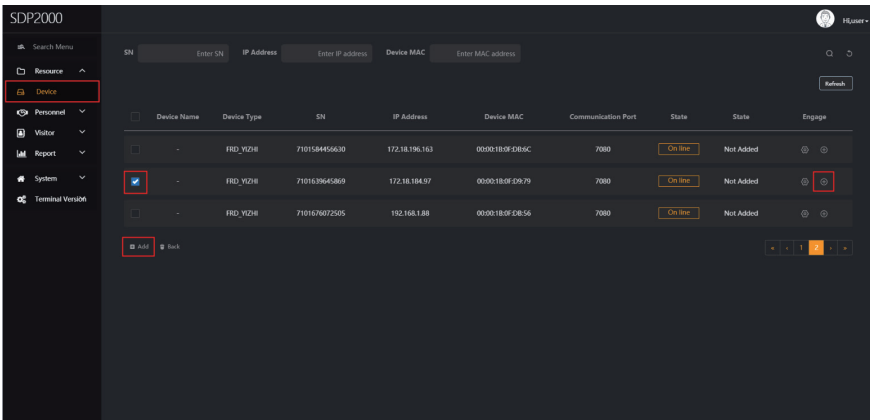 SDP2000
Hi,user
Search Menu
SN Enter SN IP Address Enter IP address Device MAC Enter MAC address
Resource
Refresh
Device
Personnel
Visitor
Report
System
Terminal Version
Device Name Device Type SN IP Address Device MAC Communication Port State State Engage
- FRD_YIZHI 7101584456630 172.18.196.163 00:00:1B:0F:DB:6C 7080 On line Not Added
- FRD_YIZHI 7101639645869 172.18.184.97 00:00:1B:0F:D9:79 7080 On line Not Added
- FRD_YIZHI 7101676072505 192.168.1.88 00:00:1B:0F:DB:56 7080 On line Not Added
Add Back
« ‹ 1 2 › »